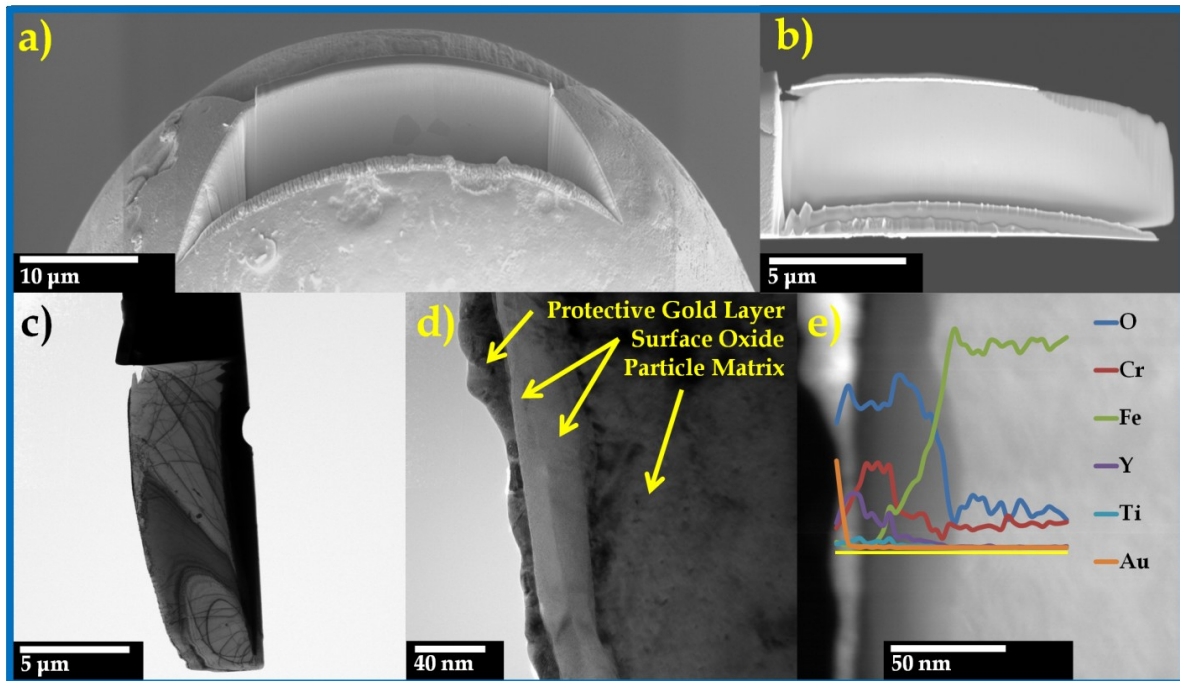 a)
10 µm
b)
5 µm
c)
5 µm
d)
Protective Gold Layer
Surface Oxide
Particle Matrix
40 nm
e)
O
Cr
Fe
Y
Ti
Au
50 nm